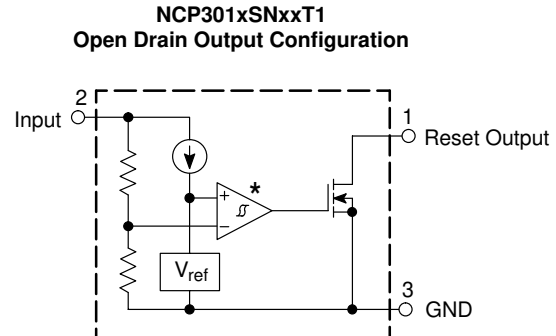 NCP301xSNxxT1
Open Drain Output Configuration
2
Input
1
Reset Output
*
+
−
Vref
3
GND